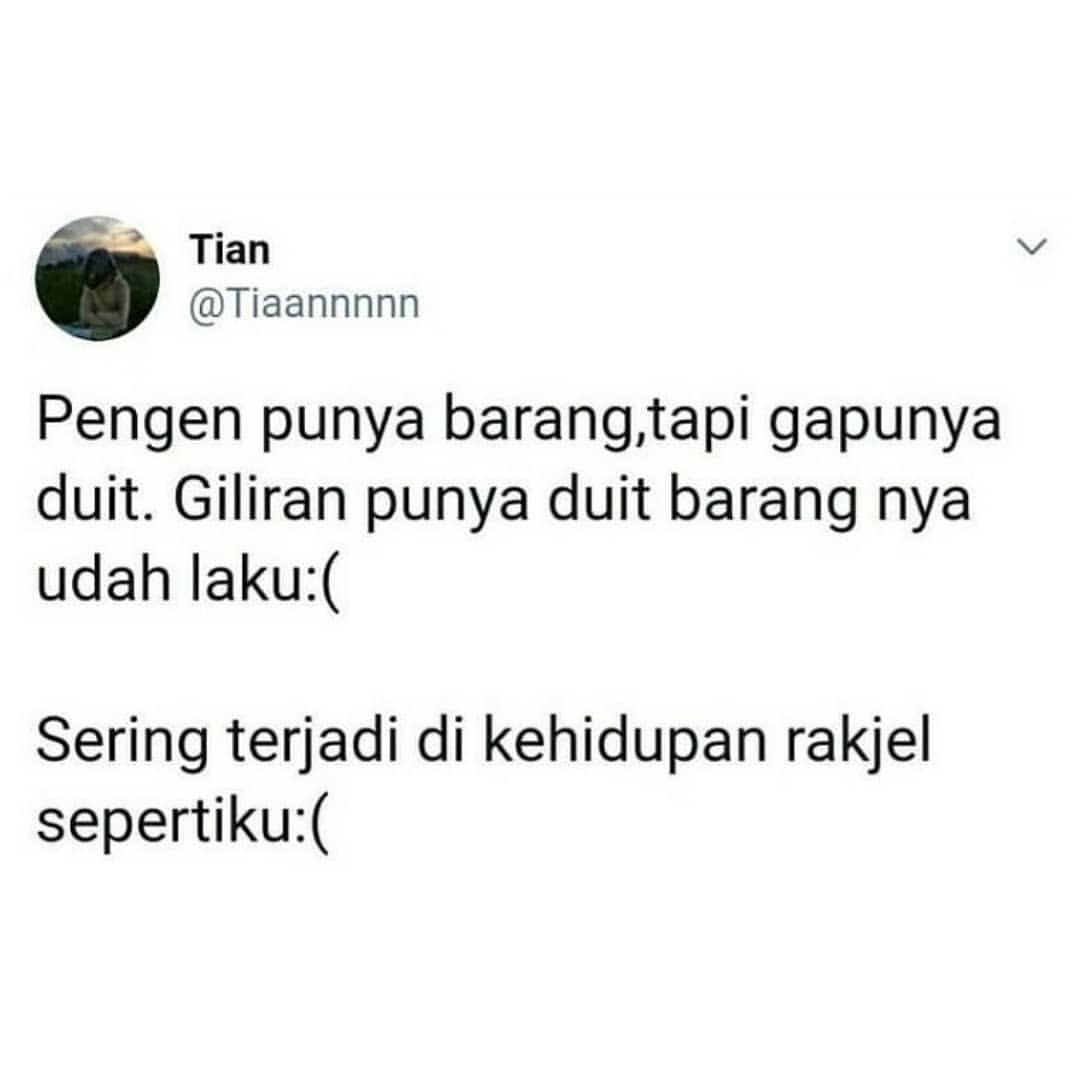 Tian
@Tiaannnnn
Pengen punya barang,tapi gapunya
duit. Giliran punya duit barang nya
udah laku:(
Sering terjadi di kehidupan rakjel
sepertiku:(